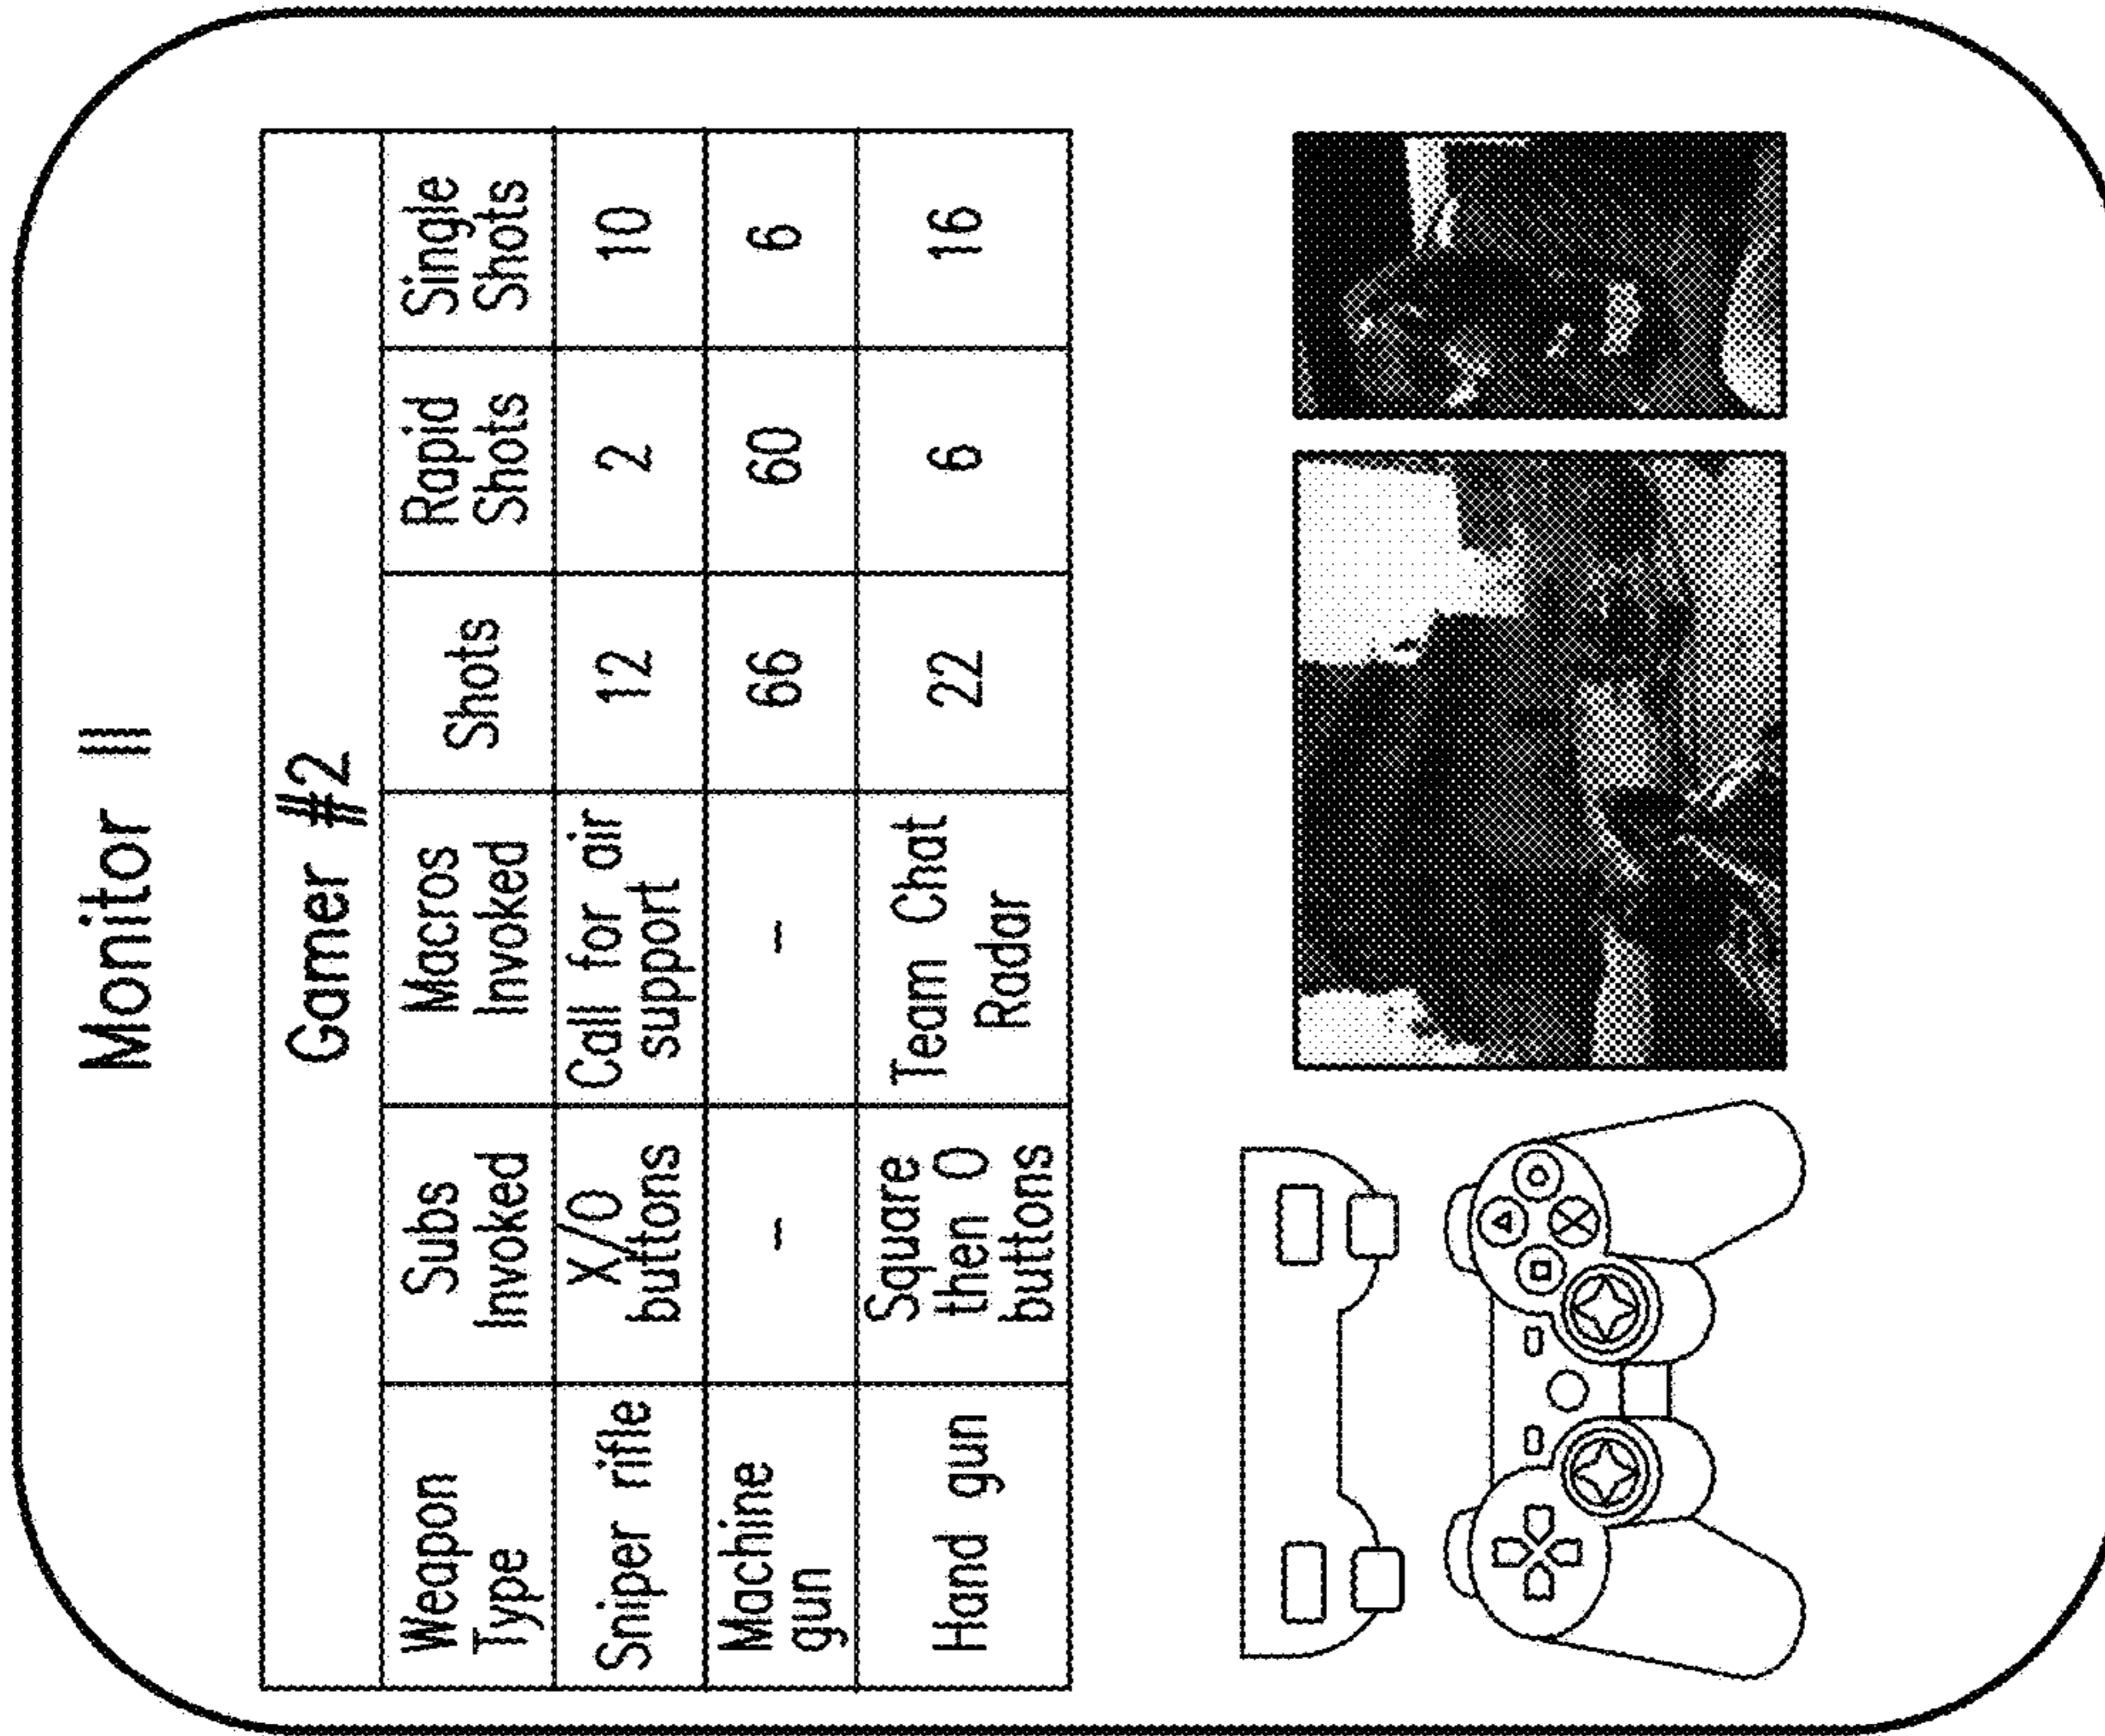 Monitor II
Gamer #2
Weapon Type Subs Invoked Macros Invoked Shots Rapid Shots Single Shots
Sniper rifle X/O buttons Call for air support 12 2 10
Machine gun - - 66 60 6
Hand gun Square then O buttons Team Chat Radar 22 6 16